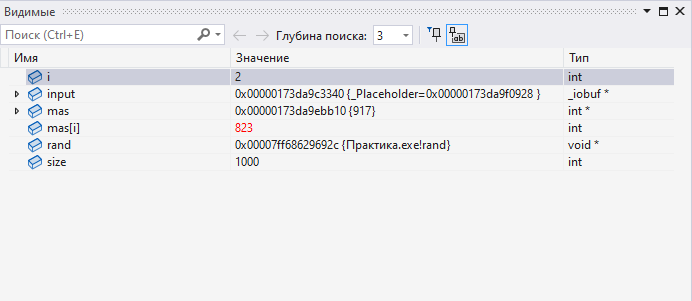 Видимые
Поиск (Ctrl+E) Глубина поиска: 3
Имя Значение Тип
i 2 int
input 0x00000173da9c3340 {_Placeholder=0x00000173da9f0928 } _iobuf *
mas 0x00000173da9ebb10 {917} int *
mas[i] 823 int
rand 0x00007ff68629692c {Практика.exe!rand} void *
size 1000 int